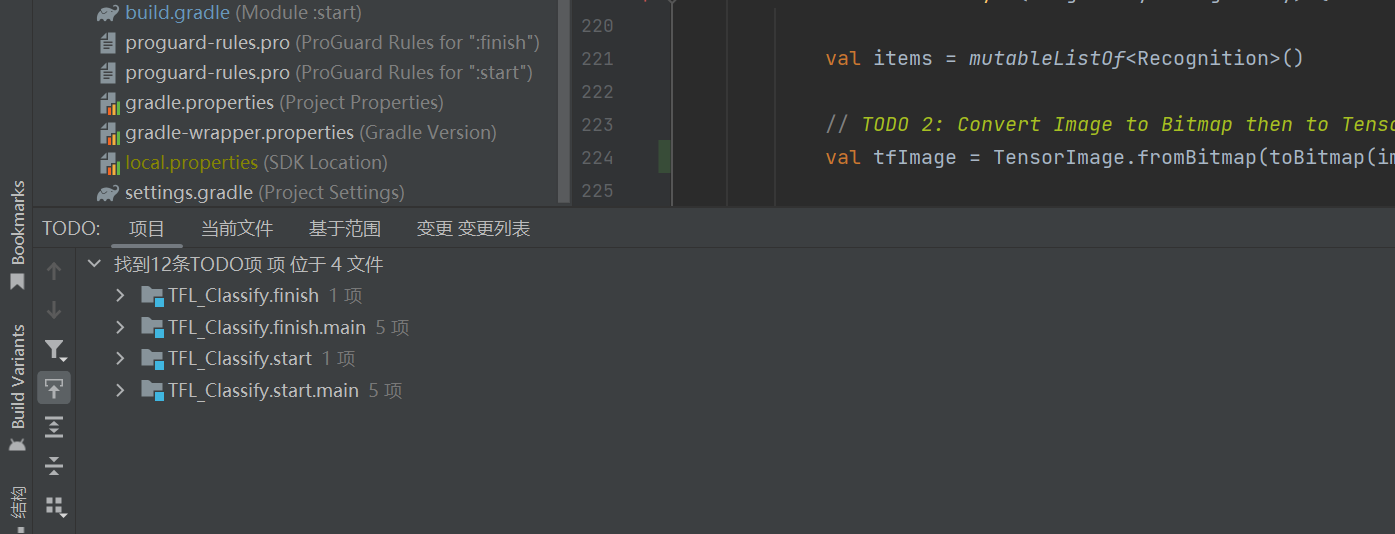 build.gradle (Module :start)
proguard-rules.pro (ProGuard Rules for ":finish")
proguard-rules.pro (ProGuard Rules for ":start")
gradle.properties (Project Properties)
gradle-wrapper.properties (Gradle Version)
local.properties (SDK Location)
settings.gradle (Project Settings)
220
221 val items = mutableListOf<Recognition>()
222
223 // TODO 2: Convert Image to Bitmap then to Tenso
224 val tfImage = TensorImage.fromBitmap(toBitmap(im
225
Bookmarks
Build Variants
结构
TODO: 项目 当前文件 基于范围 变更 变更列表
找到12条TODO项 项 位于 4 文件
TFL_Classify.finish 1 项
TFL_Classify.finish.main 5 项
TFL_Classify.start 1 项
TFL_Classify.start.main 5 项